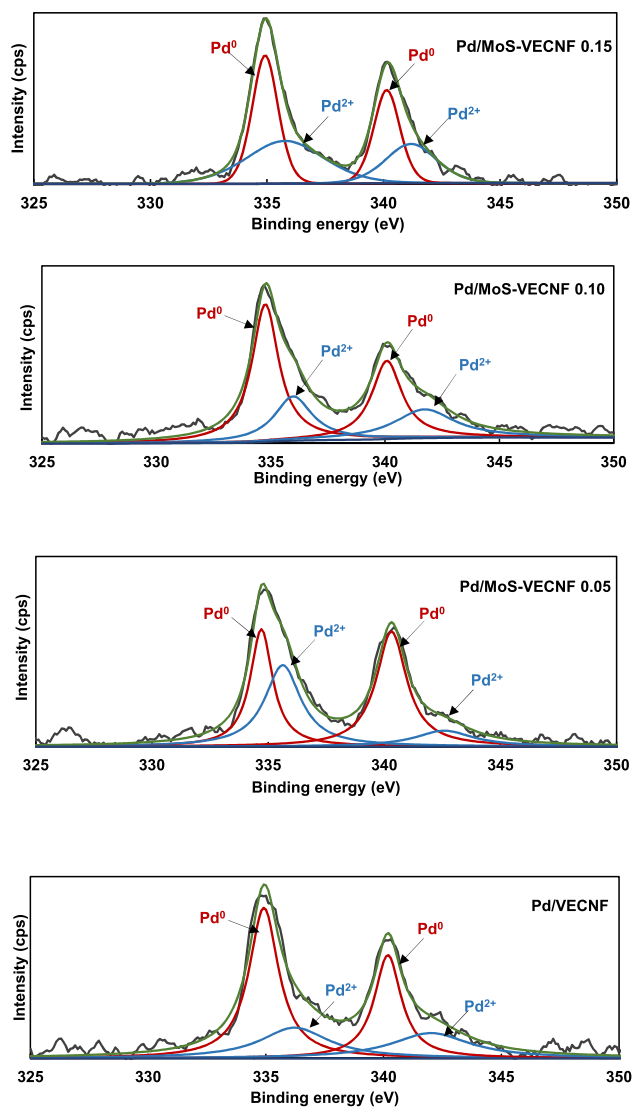 Pd⁰
Pd/MoS-VECNF 0.15
Pd⁰
Pd²⁺
Pd²⁺
Intensity (cps)
325 330 335 340 345 350
Binding energy (eV)
Pd/MoS-VECNF 0.10
Pd⁰
Pd⁰
Pd²⁺
Pd²⁺
Intensity (cps)
325 330 335 340 345 350
Binding energy (eV)
Pd/MoS-VECNF 0.05
Pd⁰
Pd⁰
Pd²⁺
Pd²⁺
Intensity (cps)
325 330 335 340 345 350
Binding energy (eV)
Pd/VECNF
Pd⁰
Pd⁰
Pd²⁺
Pd²⁺
Intensity (cps)
325 330 335 340 345 350
Binding energy (eV)